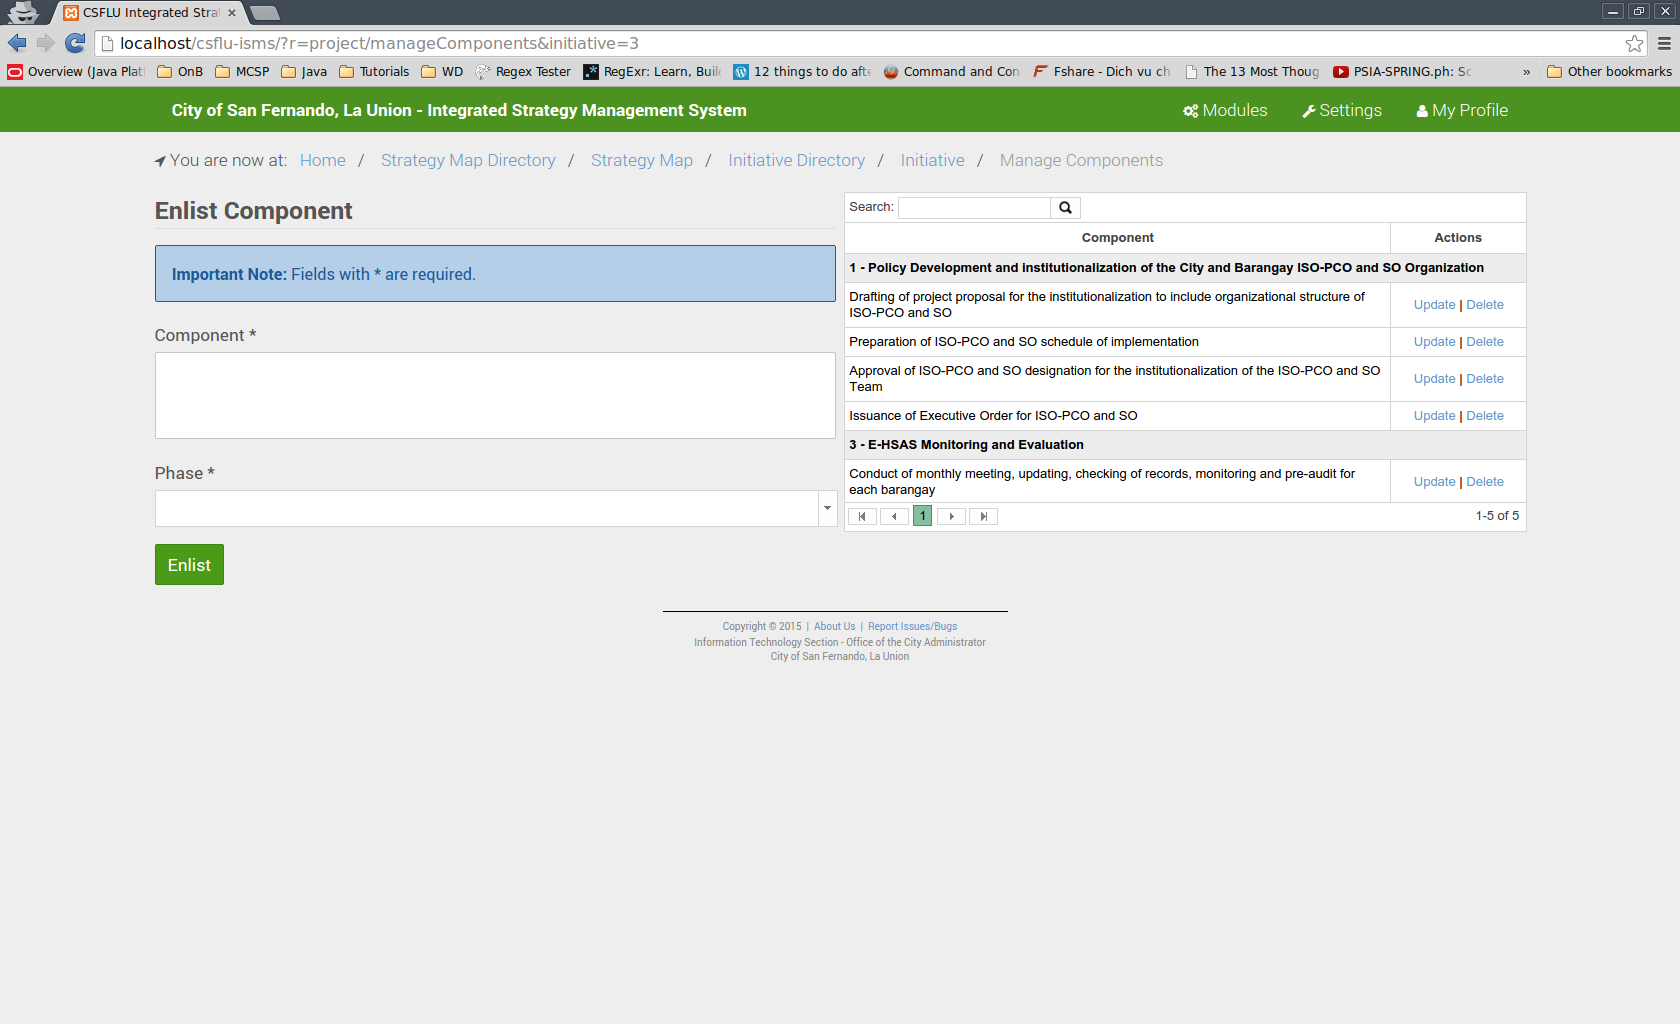 CSFLU Integrated Stra
localhost/csflu-isms/?r=project/manageComponents&initiative=3
Overview (Java Plat OnB MCSP Java Tutorials WD Regex Tester RegExr: Learn, Buil 12 things to do afte Command and Con Fshare - Dich vu ch The 13 Most Thoug PSIA-SPRING.ph: Sc » Other bookmarks
City of San Fernando, La Union - Integrated Strategy Management System Modules Settings My Profile
You are now at: Home / Strategy Map Directory / Strategy Map / Initiative Directory / Initiative / Manage Components
Enlist Component
Important Note: Fields with * are required.
Component *
Phase *
Enlist
Search:
Component Actions
1 - Policy Development and institutionalization of the City and Barangay ISO-PCO and SO Organization
Drafting of project proposal for the institutionalization to include organizational structure of
ISO-PCO and SO
Update | Delete
Preparation of ISO-PCO and SO schedule of implementation Update | Delete
Approval of ISO-PCO and SO designation for the institutionalization of the ISO-PCO and SO
Team
Update | Delete
Issuance of Executive Order for ISO-PCO and SO Update | Delete
3 - E-HSAS Monitoring and Evaluation
Conduct of monthly meeting, updating, checking of records, monitoring and pre-audit for
each barangay
Update | Delete
1 1-5 of 5
Copyright © 2015 | About Us | Report Issues/Bugs
Information Technology Section - Office of the City Administrator
City of San Fernando, La Union